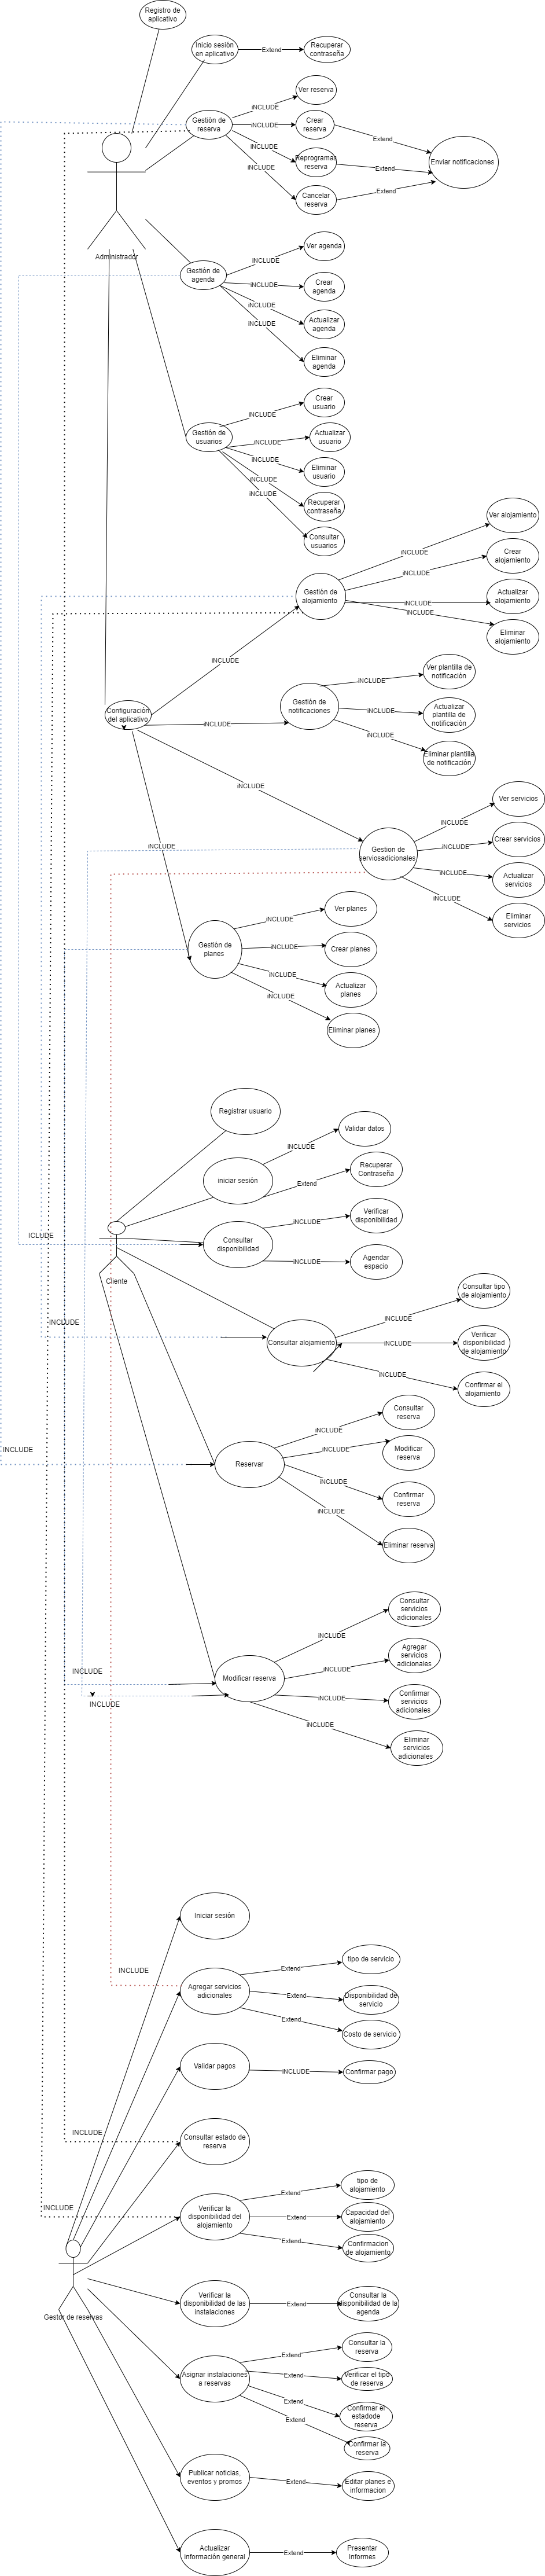 Registro de
aplicativo
Inicio sesión
en aplicativo
Extend
Recuperar
contraseña
Ver reserva
iNCLUDE
Gestión de
reserva
iNCLUDE
Crear
reserva
Extend
iNCLUDE
Reprogramas
reserva
Extend
Enviar notificaciones
iNCLUDE
Cancelar
reserva
Extend
Administrador
Ver agenda
iNCLUDE
Gestión de
agenda
iNCLUDE
Crear
agenda
iNCLUDE
Actualizar
agenda
iNCLUDE
Eliminar
agenda
Crear
usuario
iNCLUDE
Gestión de
usuarios
iNCLUDE
Actualizar
usuario
iNCLUDE
Eliminar
usuario
iNCLUDE
Recuperar
contraseña
iNCLUDE
Consultar
usuarios
Ver alojamiento
iNCLUDE
Crear
alojamiento
iNCLUDE
Gestión de
alojamiento
iNCLUDE
Actualizar
alojamiento
iNCLUDE
Eliminar
alojamiento
iNCLUDE
Ver plantilla de
notificación
iNCLUDE
Gestión de
notificaciones
iNCLUDE
Actualizar
plantilla de
notificación
Configuración
del aplicativo
iNCLUDE
iNCLUDE
Eliminar plantilla
de notificación
iNCLUDE
Ver servicios
iNCLUDE
Crear servicios
iNCLUDE
Gestion de
serviosadicionales
iNCLUDE
Actualizar
servicios
iNCLUDE
iNCLUDE
Eliminar
servicios
Ver planes
iNCLUDE
Gestión de
planes
iNCLUDE
Crear planes
iNCLUDE
Actualizar
planes
iNCLUDE
Eliminar planes
Registrar usuario
Validar datos
iNCLUDE
iniciar sesión
Extend
Recuperar
Contraseña
Verificar
disponibilidad
iNCLUDE
ICLUDE
Consultar
disponibilidad
iNCLUDE
Agendar
espacio
Cliente
Consultar tipo
de alojamiento
iNCLUDE
INCLUDE
Consultar alojamiento
iNCLUDE
Verificar
disponibilidad
de alojamiento
iNCLUDE
Confirmar el
alojamiento
Consultar
reserva
iNCLUDE
INCLUDE
iNCLUDE
Modificar
reserva
Reservar
iNCLUDE
Confirmar
reserva
iNCLUDE
Eliminar reserva
Consultar
servicios
adicionales
iNCLUDE
Agregar
servicios
adicionales
INCLUDE
Modificar reserva
iNCLUDE
iNCLUDE
Confirmar
servicios
adicionales
INCLUDE
iNCLUDE
Eliminar
servicios
adicionales
Iniciar sesión
tipo de servicio
Extend
INCLUDE
Agregar servicios
adicionales
Extend
Disponibilidad de
servicio
Extend
Costo de servicio
Validar pagos
iNCLUDE
Confirmar pago
INCLUDE
Consultar estado de
reserva
tipo de
alojamiento
Extend
INCLUDE
Verificar la
disponibilidad del
alojamiento
Extend
Capacidad del
alojamiento
Extend
Confirmacion
de alojamiento
Verificar la
disponibilidad de las
instalaciones
Extend
Consultar la
disponibilidad de la
agenda
Gestor de reservas
Consultar la
reserva
Extend
Asignar instalaciones
a reservas
Extend
Verificar el tipo
de reserva
Extend
Confirmar el
estadode
reserva
Extend
Confirmar la
reserva
Publicar noticias,
eventos y promos
Extend
Editar planes e
informacion
Actualizar
información general
Extend
Presentar
Informes